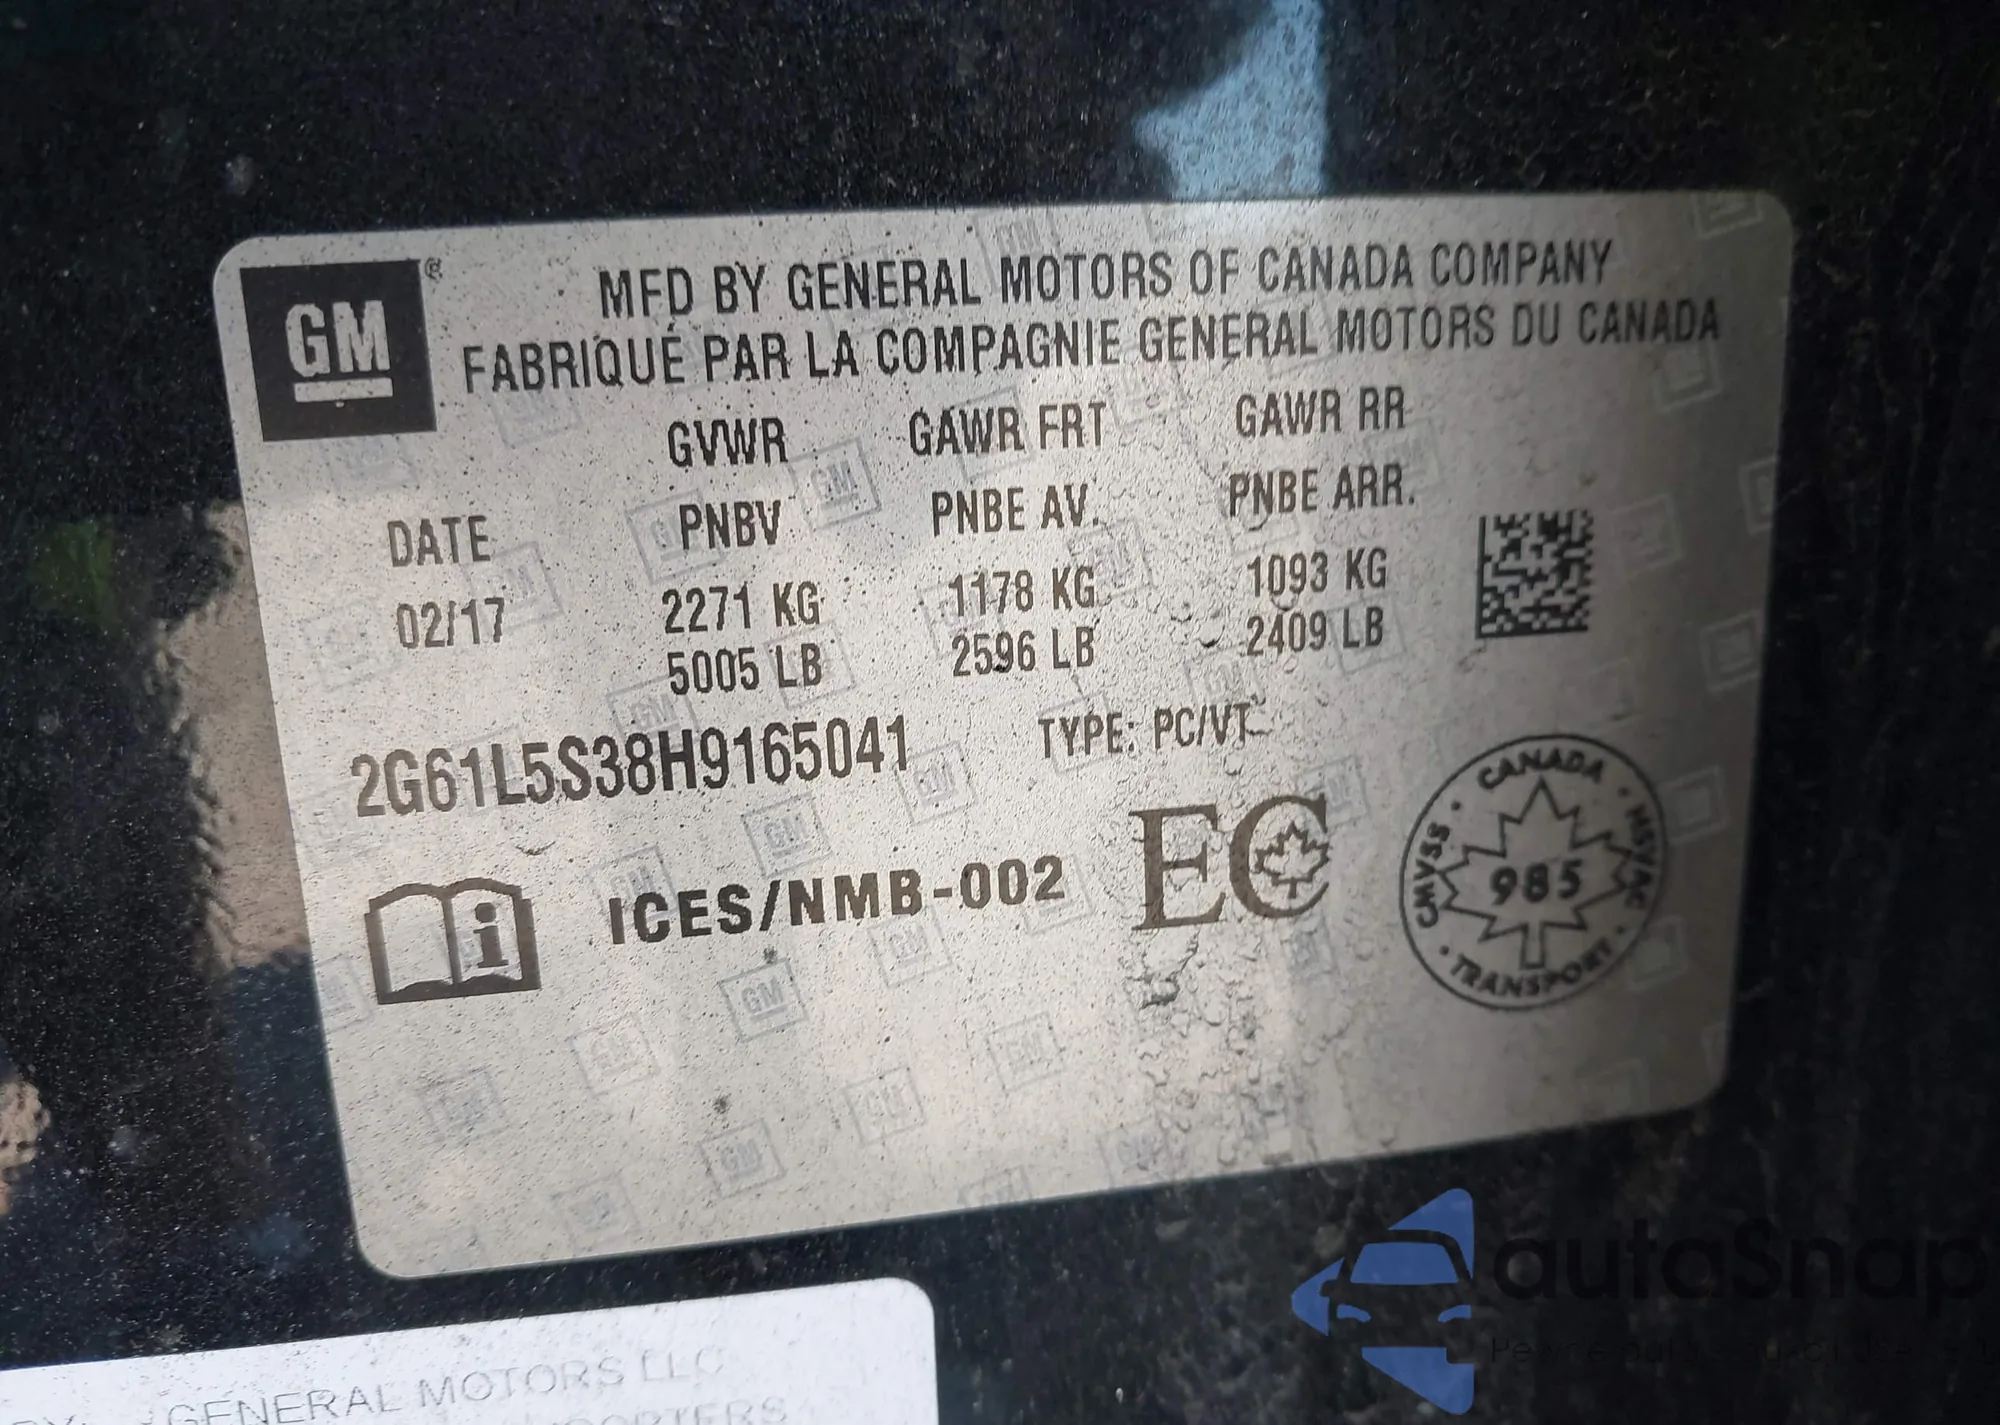 GM ®
MFD BY GENERAL MOTORS OF CANADA COMPANY
FABRIQUÉ PAR LA COMPAGNIE GENERAL MOTORS DU CANADA
GVWR GAWR FRT GAWR RR
DATE PNBV PNBE AV. PNBE ARR.
02/17 2271 KG 1178 KG 1093 KG
5005 LB 2596 LB 2409 LB
2G61L5S38H9165041 TYPE: PC/VT
i ICES/NMB-002 EC
CANADA
CMVSS 985 NSVAC
TRANSPORT
autoSnap
GENERAL MOTORS LLC